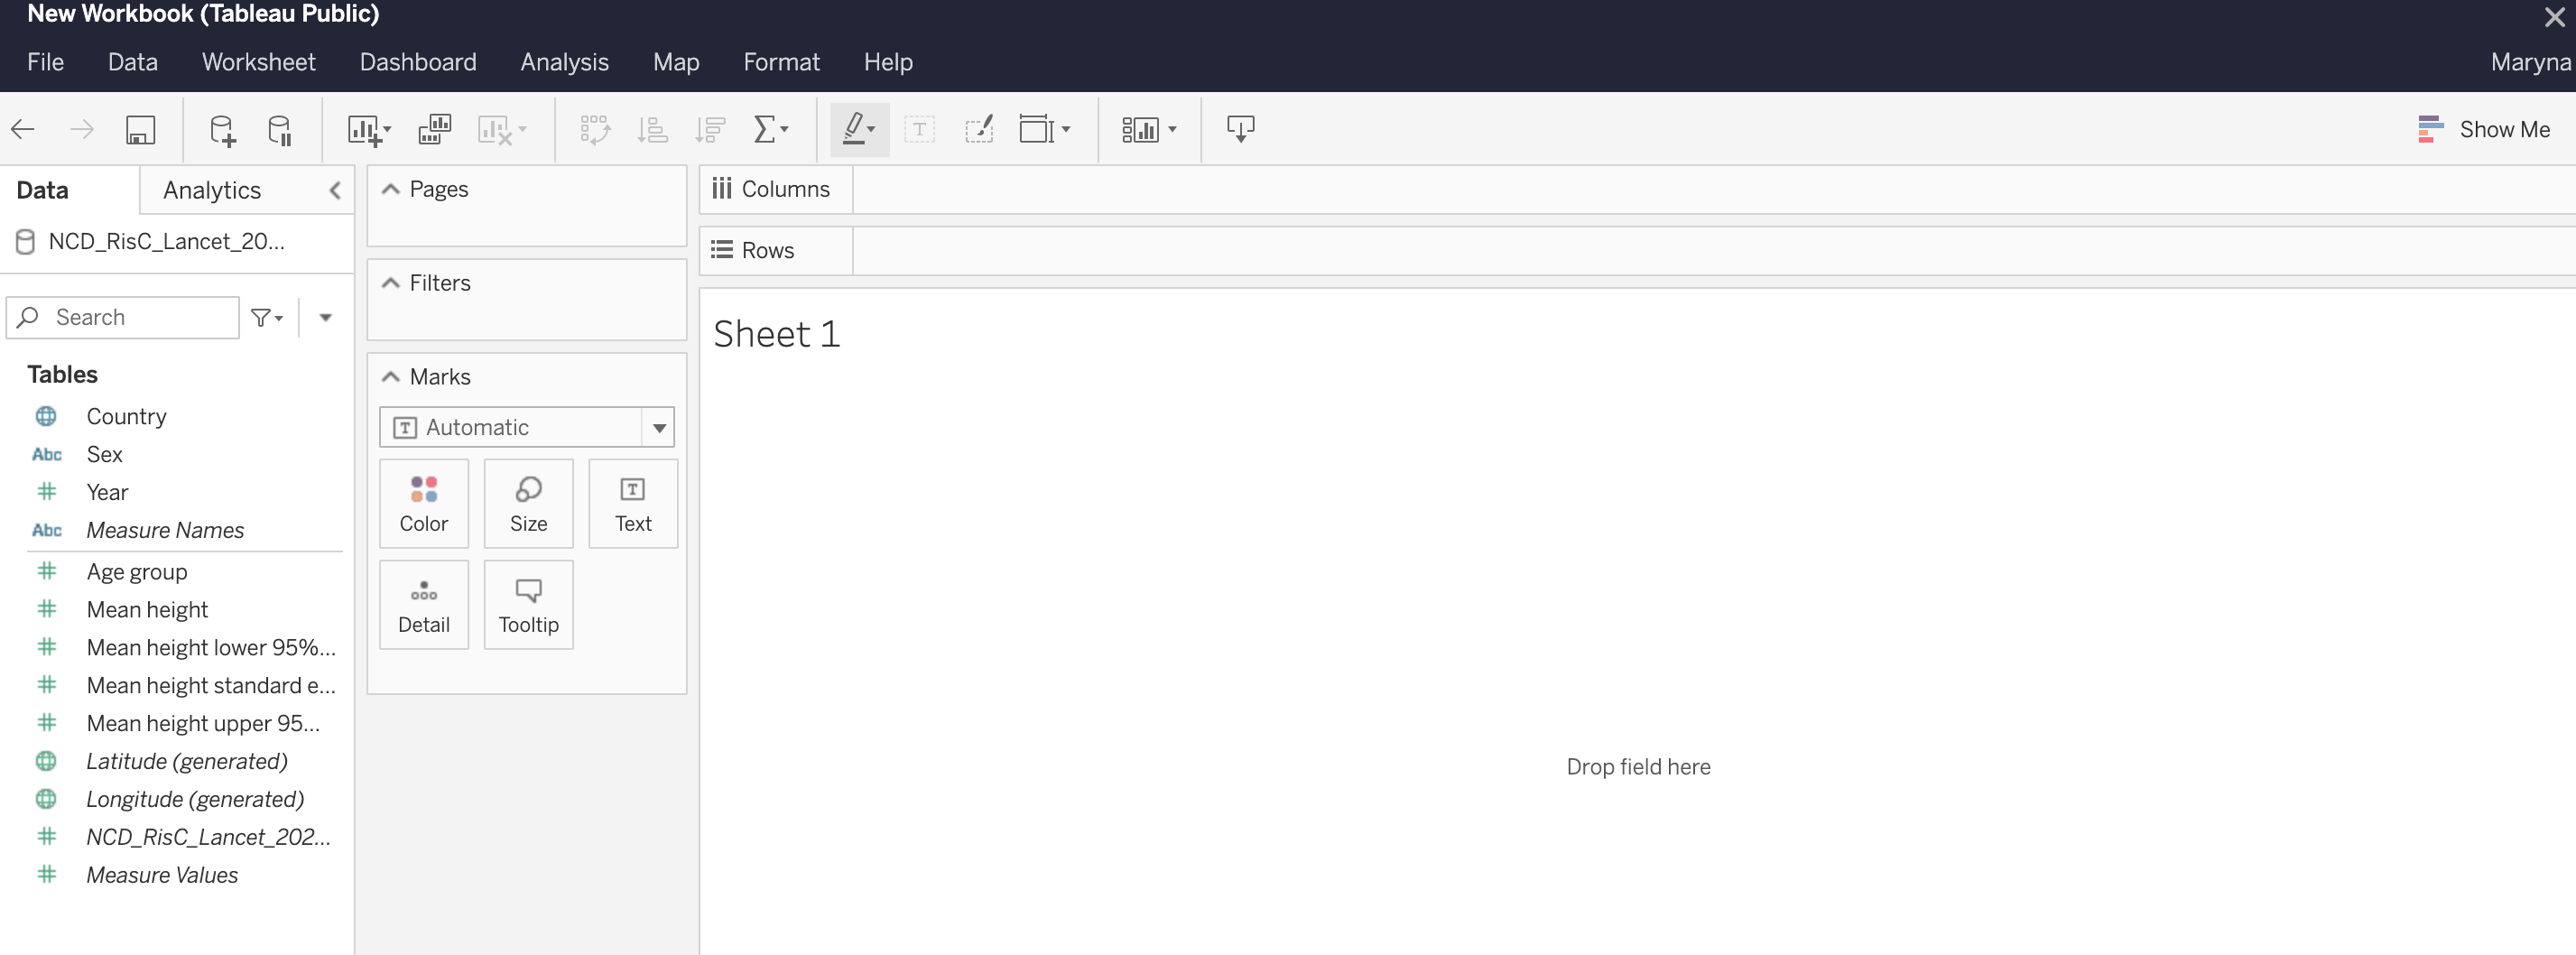 New Workbook (Tableau Public)
File Data Worksheet Dashboard Analysis Map Format Help Maryna
Show Me
Data Analytics
NCD_RisC_Lancet_20...
Search
Tables
Country
Abc Sex
Year
Abc Measure Names
Age group
Mean height
Mean height lower 95%...
Mean height standard e...
Mean height upper 95...
Latitude (generated)
Longitude (generated)
NCD_RisC_Lancet_202...
Measure Values
Pages
Filters
Marks
T Automatic
Color Size Text
Detail Tooltip
Columns
Rows
Sheet 1
Drop field here